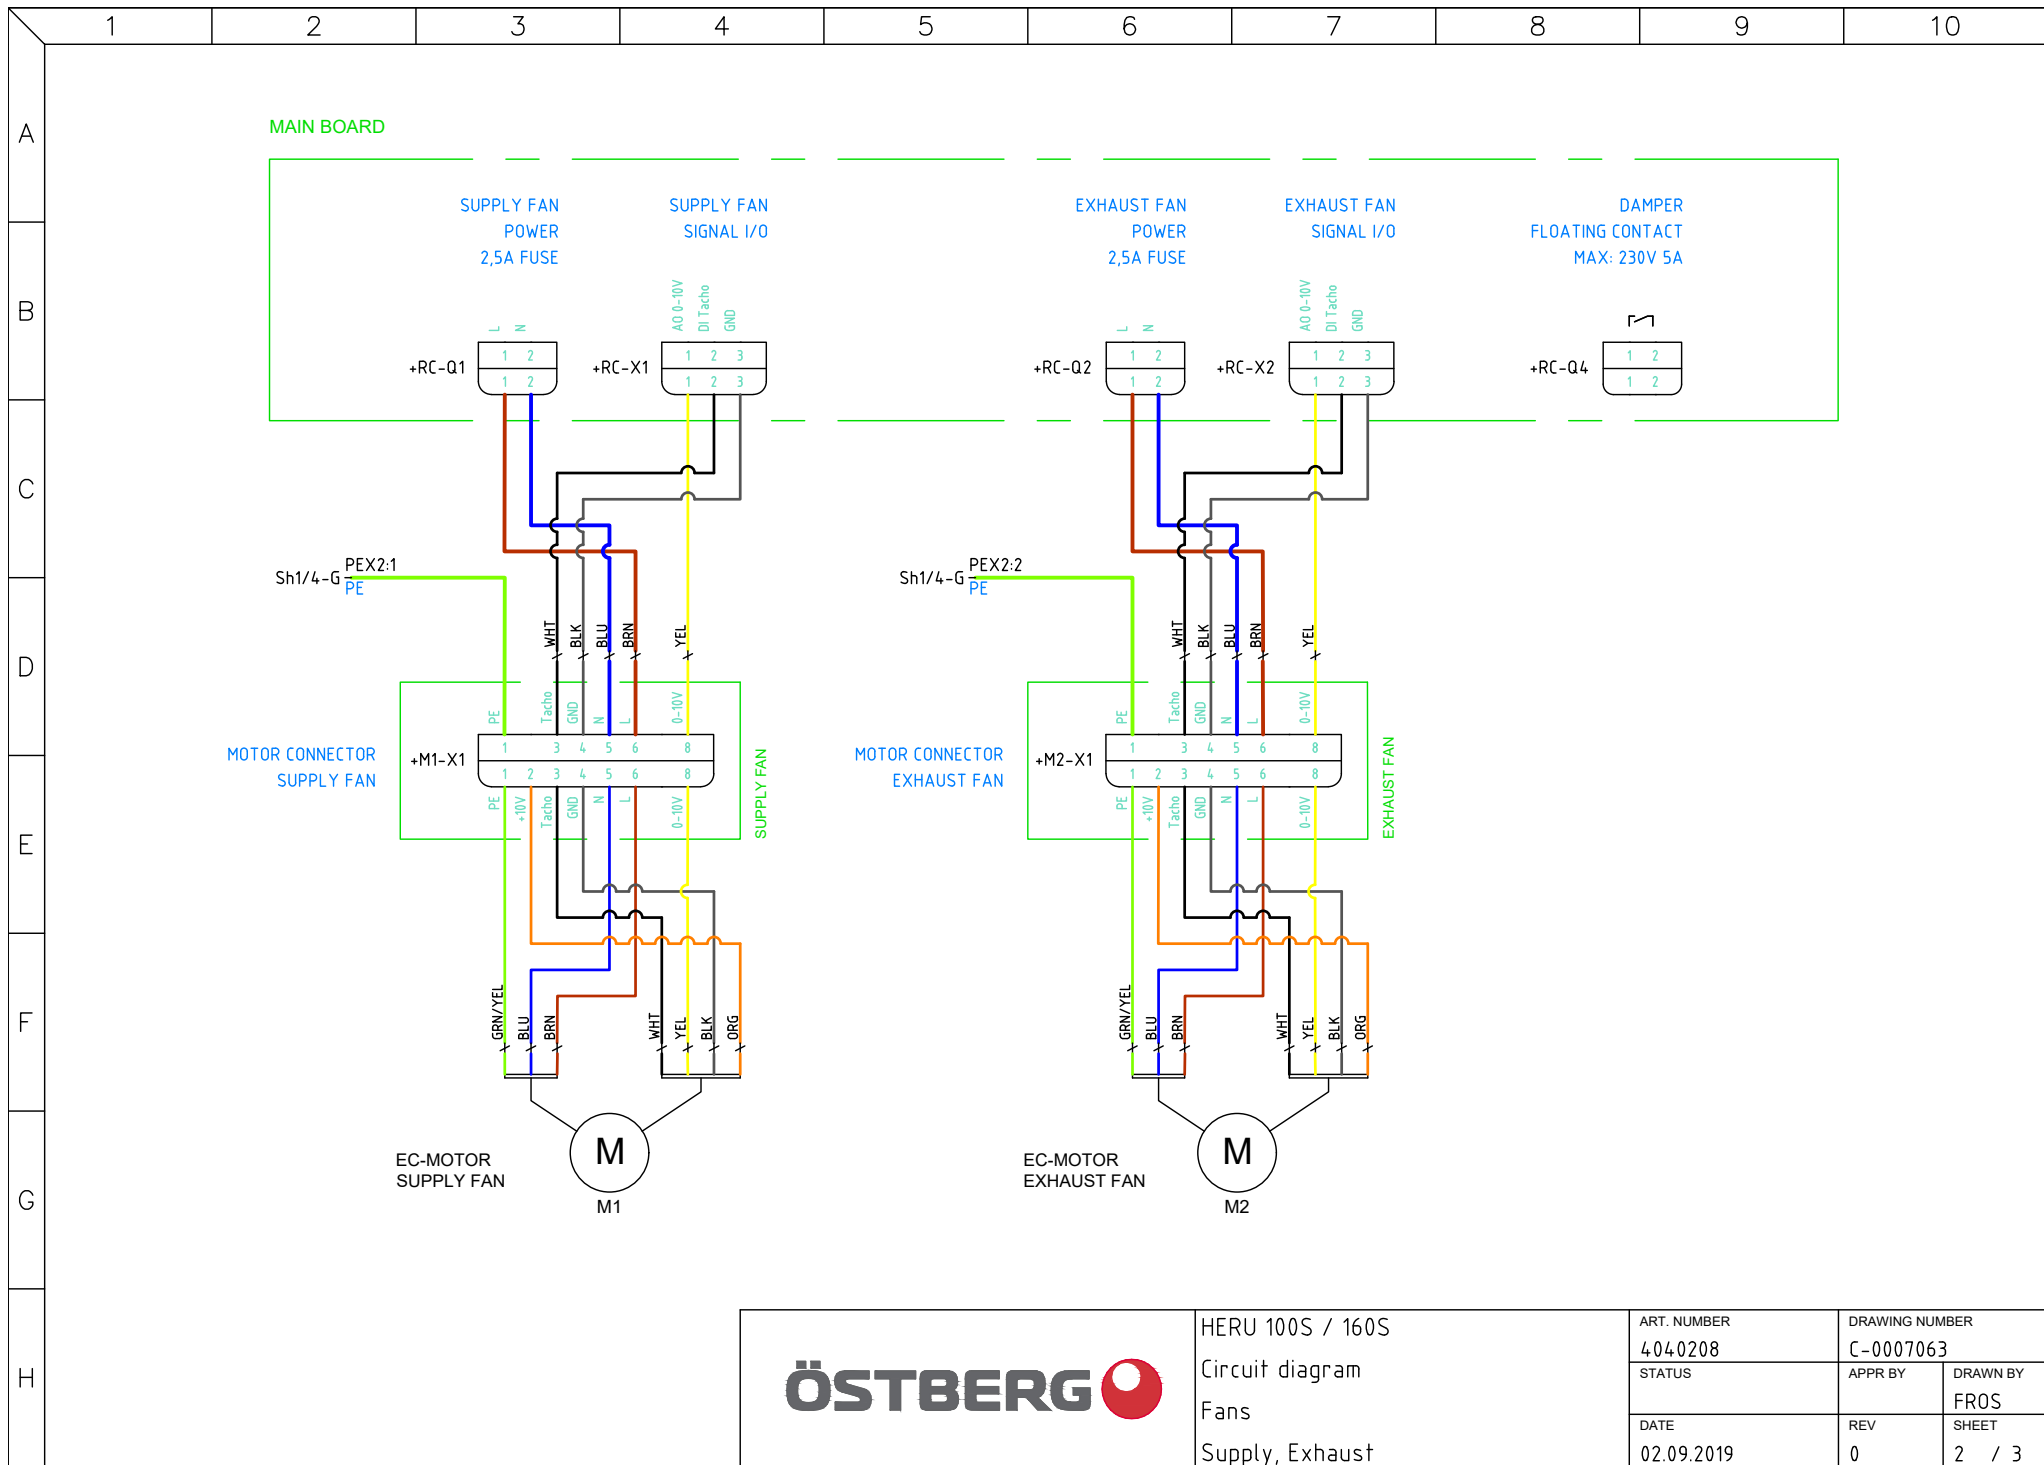 1 2 3 4 5 6 7 8 9 10
A
B
C
D
E
F
G
H
MAIN BOARD
SUPPLY FAN
POWER
2,5A FUSE
SUPPLY FAN
SIGNAL I/O
EXHAUST FAN
POWER
2,5A FUSE
EXHAUST FAN
SIGNAL I/O
DAMPER
FLOATING CONTACT
MAX: 230V 5A
L
N
AO 0-10V
DI Tacho
GND
L
N
AO 0-10V
DI Tacho
GND
+RC-Q1
1 2
1 2
+RC-X1
1 2 3
1 2 3
+RC-Q2
1 2
1 2
+RC-X2
1 2 3
1 2 3
+RC-Q4
1 2
1 2
Sh1/4-G
PEX2:1
PE
Sh1/4-G
PEX2:2
PE
WHT
BLK
BLU
BRN
YEL
WHT
BLK
BLU
BRN
YEL
PE
Tacho
GND
N
L
0-10V
PE
Tacho
GND
N
L
0-10V
MOTOR CONNECTOR
SUPPLY FAN
+M1-X1
1 3 4 5 6 8
1 2 3 4 5 6 8
SUPPLY FAN
MOTOR CONNECTOR
EXHAUST FAN
+M2-X1
1 3 4 5 6 8
1 2 3 4 5 6 8
EXHAUST FAN
PE
+10V
Tacho
GND
N
L
0-10V
PE
+10V
Tacho
GND
N
L
0-10V
GRN/YEL
BLU
BRN
WHT
YEL
BLK
ORG
GRN/YEL
BLU
BRN
WHT
YEL
BLK
ORG
M
EC-MOTOR
SUPPLY FAN
M1
M
EC-MOTOR
EXHAUST FAN
M2
ÖSTBERG
HERU 100S / 160S
Circuit diagram
Fans
Supply, Exhaust
ART. NUMBER
4040208
DRAWING NUMBER
C-0007063
STATUS
APPR BY
DRAWN BY
FROS
DATE
02.09.2019
REV
0
SHEET
2 / 3